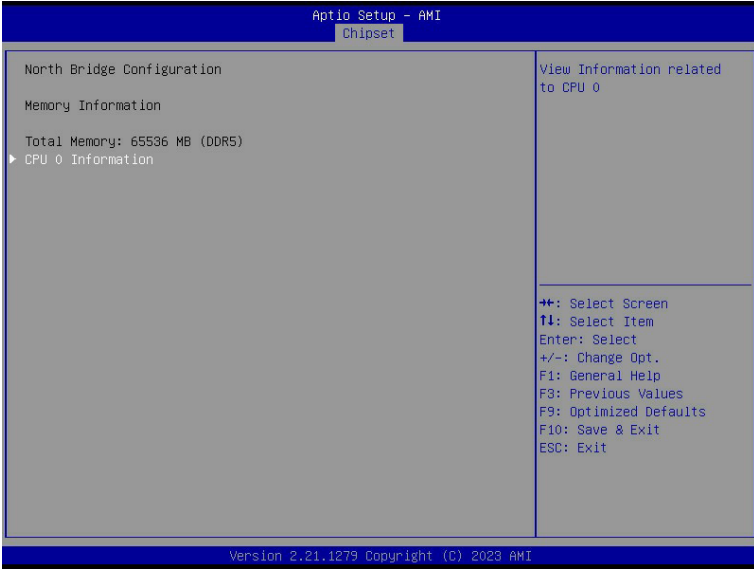 Aptio Setup – AMI
Chipset
North Bridge Configuration
Memory Information
Total Memory: 65536 MB (DDR5)
▶ CPU 0 Information
View Information related
to CPU 0
→←: Select Screen
↑↓: Select Item
Enter: Select
+/-: Change Opt.
F1: General Help
F3: Previous Values
F9: Optimized Defaults
F10: Save & Exit
ESC: Exit
Version 2.21.1279 Copyright (C) 2023 AMI